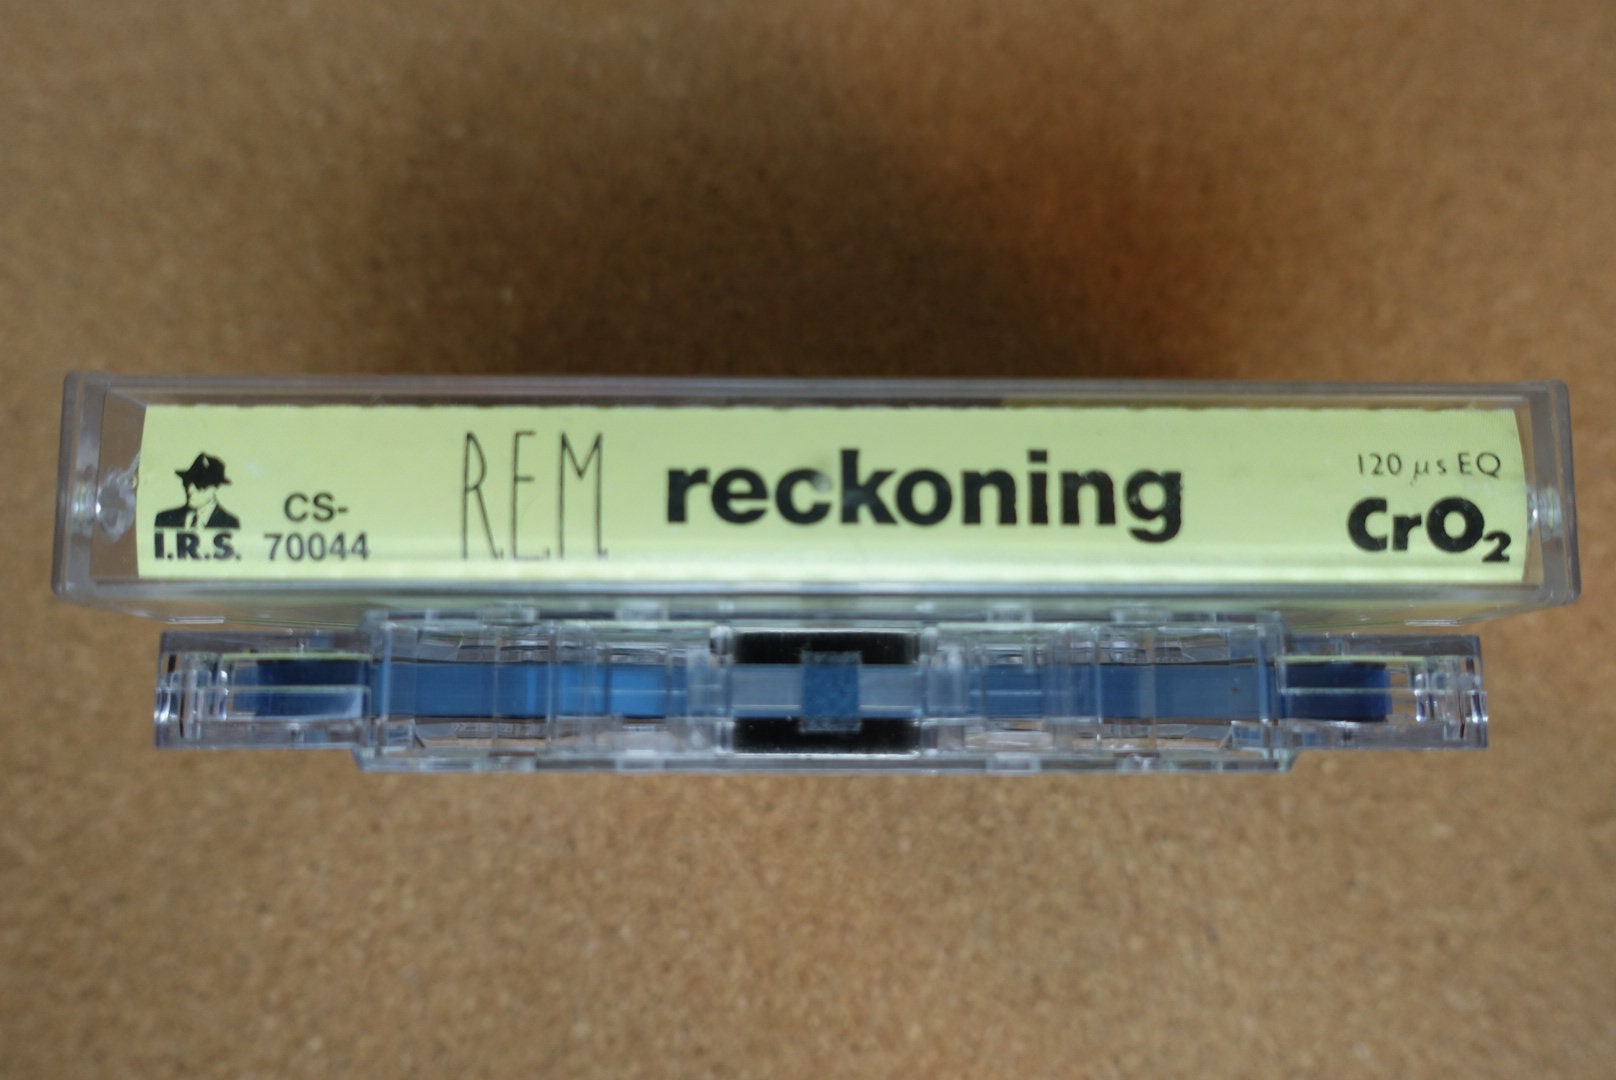 I.R.S.
CS-
70044
R.E.M.
reckoning
120 µs EQ
CrO₂